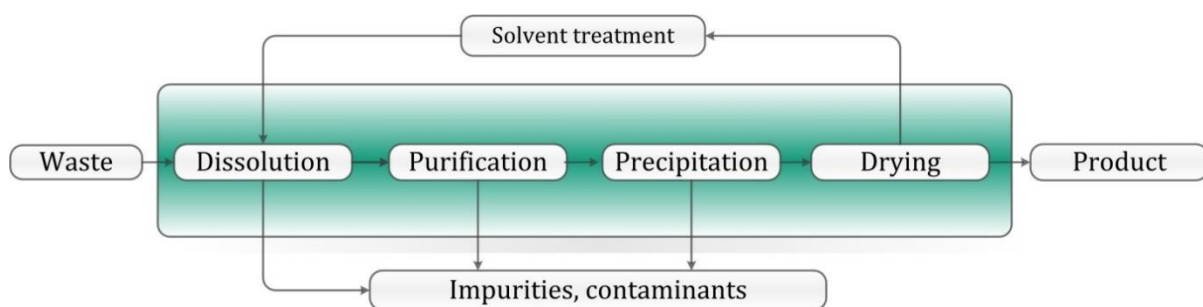 Solvent treatment
Waste
Dissolution
Purification
Precipitation
Drying
Product
Impurities, contaminants